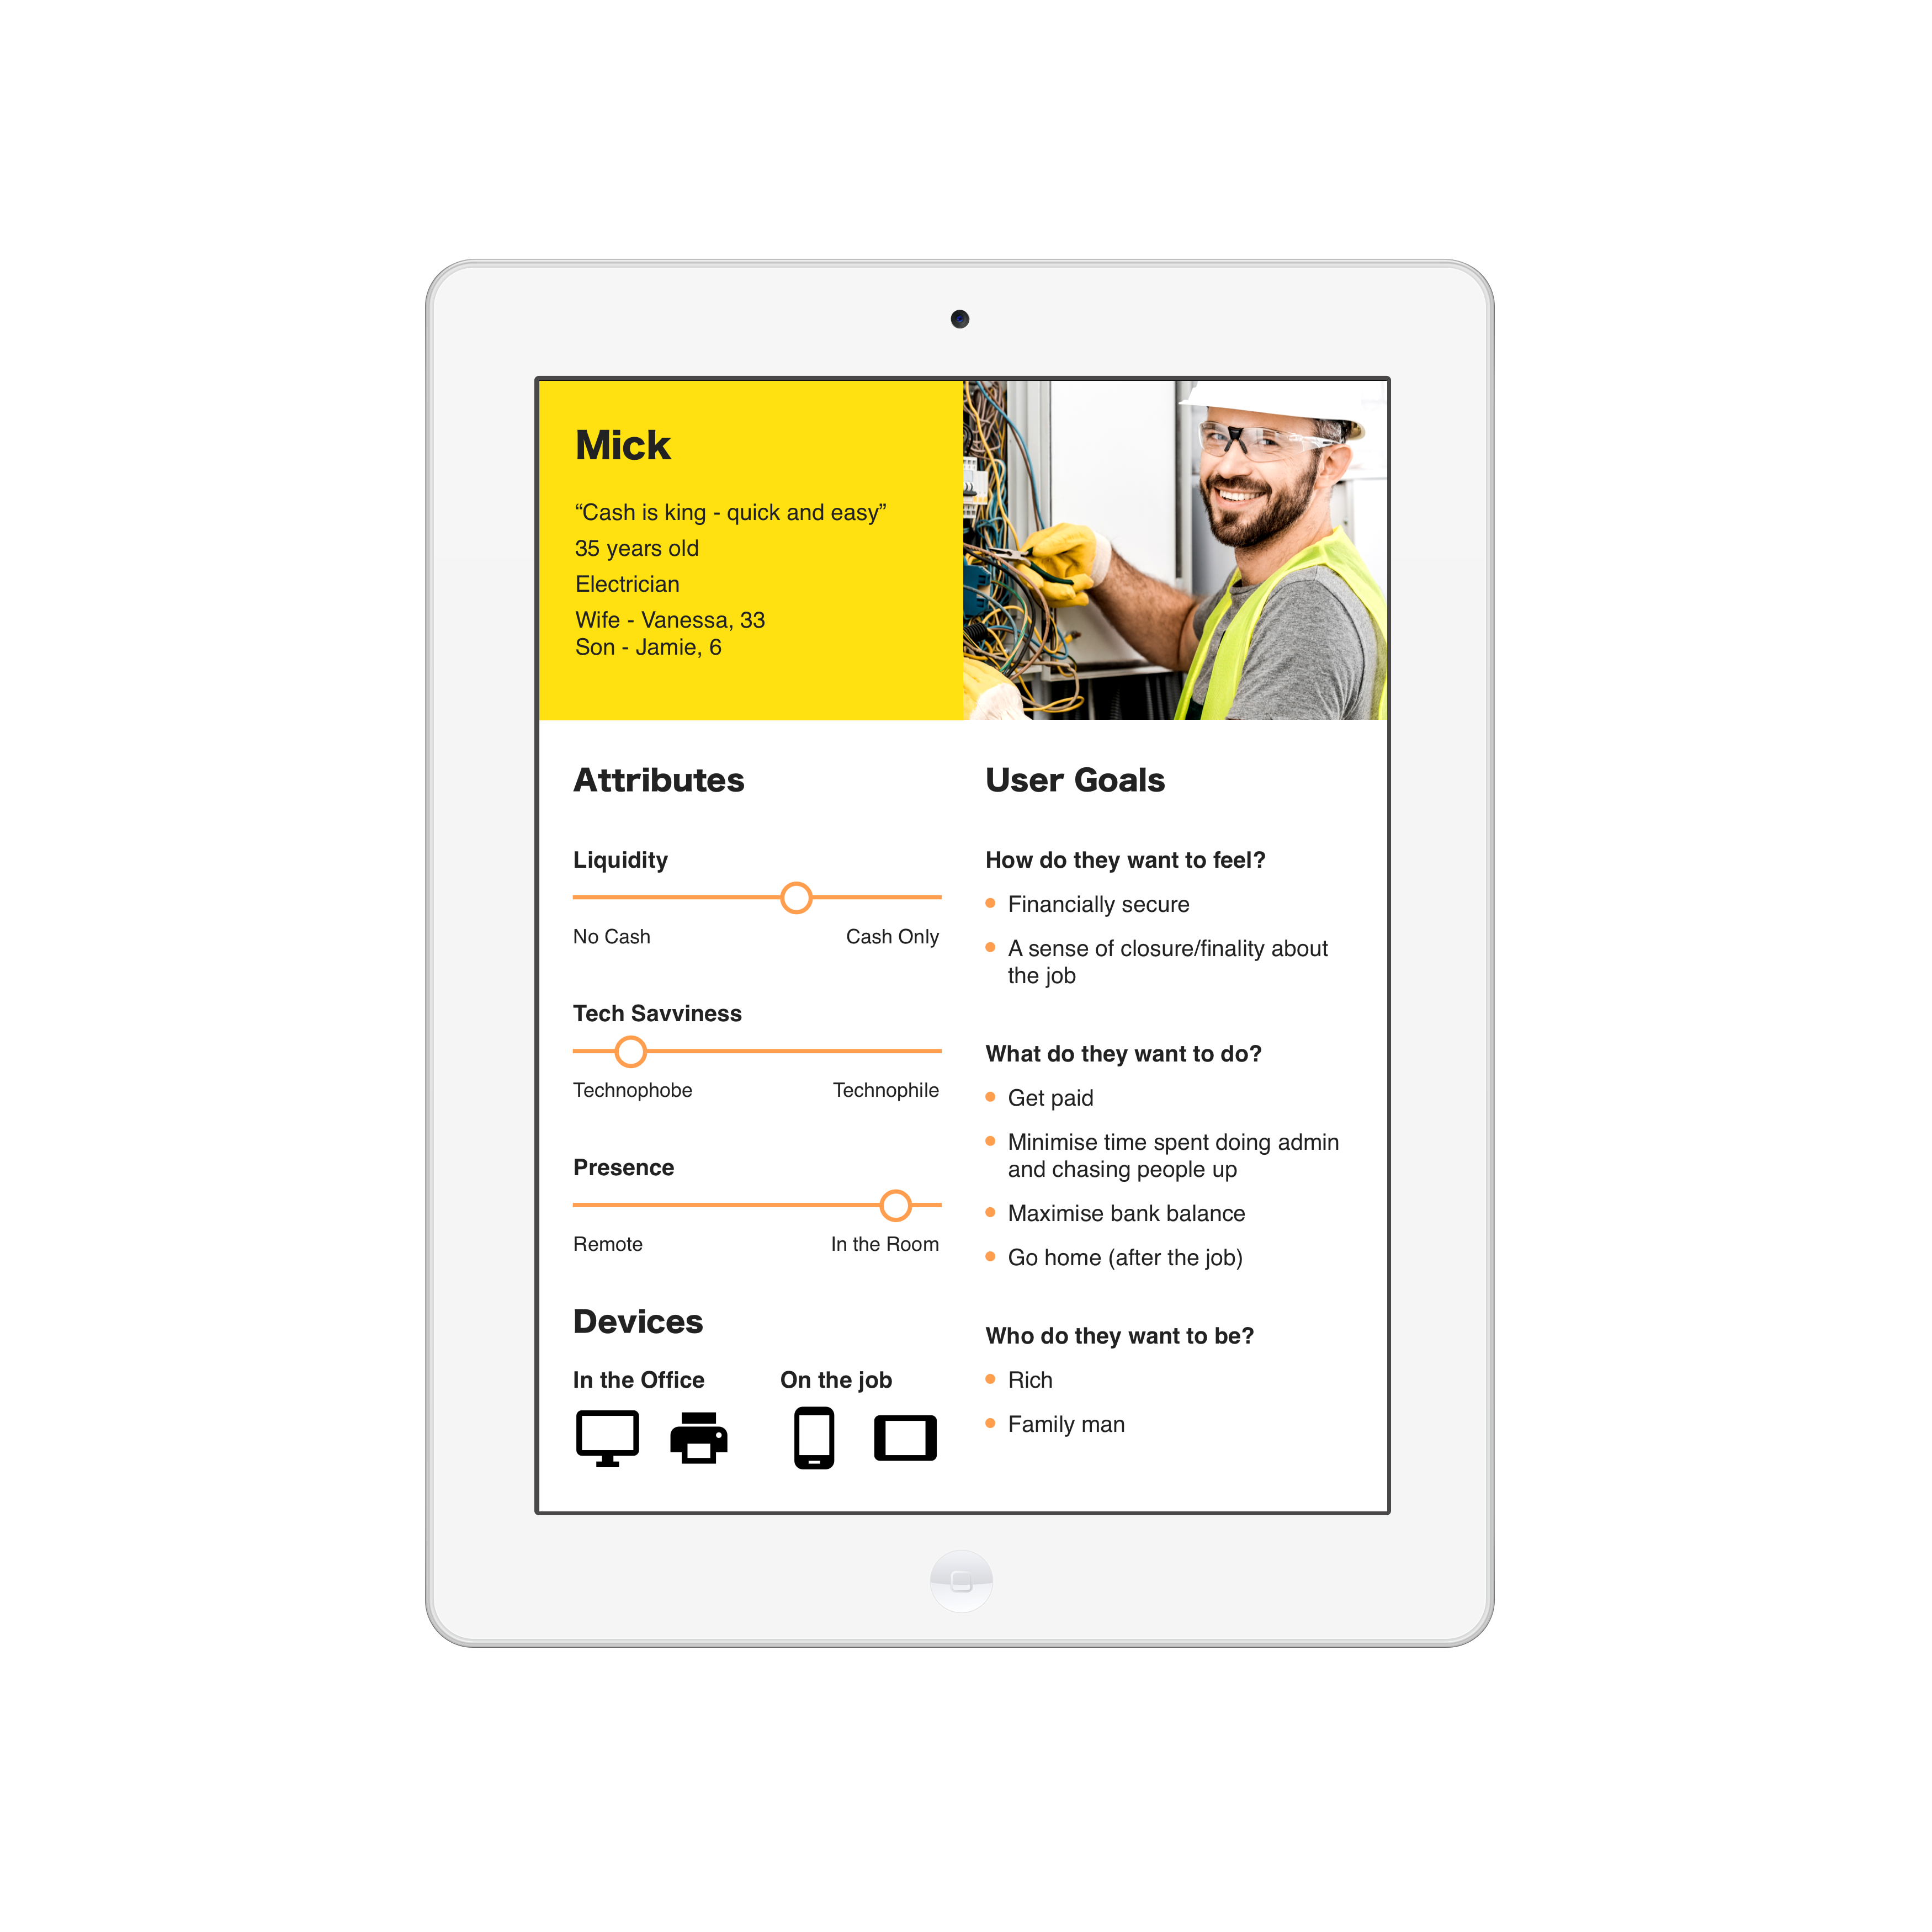 Mick
“Cash is king - quick and easy”
35 years old
Electrician
Wife - Vanessa, 33
Son - Jamie, 6
Attributes
Liquidity
No Cash Cash Only
Tech Savviness
Technophobe Technophile
Presence
Remote In the Room
Devices
In the Office On the job
User Goals
How do they want to feel?
Financially secure
A sense of closure/finality about
the job
What do they want to do?
Get paid
Minimise time spent doing admin
and chasing people up
Maximise bank balance
Go home (after the job)
Who do they want to be?
Rich
Family man